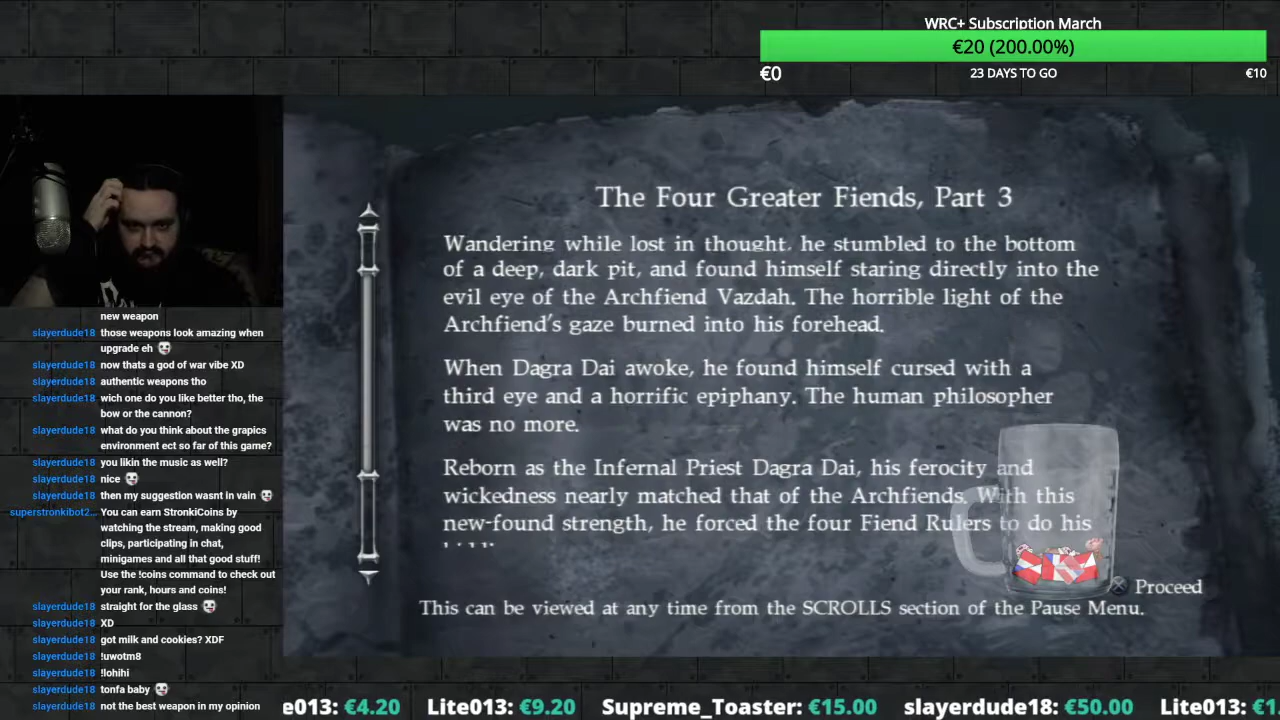 WRC+ Subscription March
€20 (200.00%)
€0
23 DAYS TO GO
€10
The Four Greater Fiends, Part 3
Wandering while lost in thought, he stumbled to the bottom
of a deep, dark pit, and found himself staring directly into the
evil eye of the Archfiend Vazdah. The horrible light of the
Archfiend's gaze burned into his forehead.
When Dagra Dai awoke, he found himself cursed with a
third eye and a horrific epiphany. The human philosopher
was no more.
Reborn as the Infernal Priest Dagra Dai, his ferocity and
wickedness nearly matched that of the Archfiends. With this
new-found strength, he forced the four Fiend Rulers to do his
Proceed
This can be viewed at any time from the SCROLLS section of the Pause Menu.
new weapon
slayerdude18 those weapons look amazing when
upgrade eh
slayerdude18 now thats a god of war vibe XD
slayerdude18 authentic weapons tho
slayerdude18 wich one do you like better tho, the
bow or the cannon?
slayerdude18 what do you think about the grapics
environment ect so far of this game?
slayerdude18 you likin the music as well?
slayerdude18 nice
slayerdude18 then my suggestion wasnt in vain
superstronkibot2... You can earn StronkiCoins by
watching the stream, making good
clips, participating in chat,
minigames and all that good stuff!
Use the !coins command to check out
your rank, hours and coins!
slayerdude18 straight for the glass
slayerdude18 XD
slayerdude18 got milk and cookies? XDF
slayerdude18 !uwotm8
slayerdude18 !lohihi
slayerdude18 tonfa baby
slayerdude18 not the best weapon in my opinion
e013: €4.20 Lite013: €9.20 Supreme_Toaster: €15.00 slayerdude18: €50.00 Lite013: €1